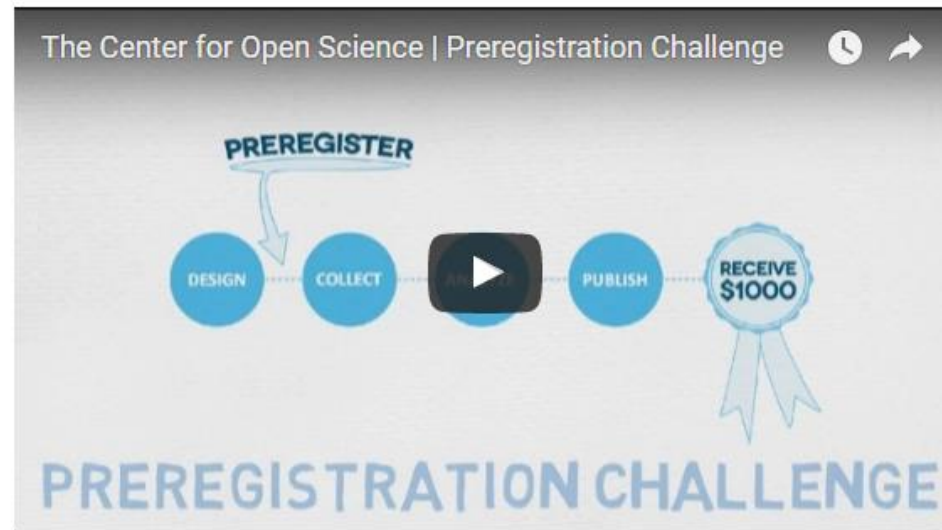 The Center for Open Science | Preregistration Challenge
PREREGISTER
DESIGN
COLLECT
PUBLISH
RECEIVE
$1000
PREREGISTRATION CHALLENGE